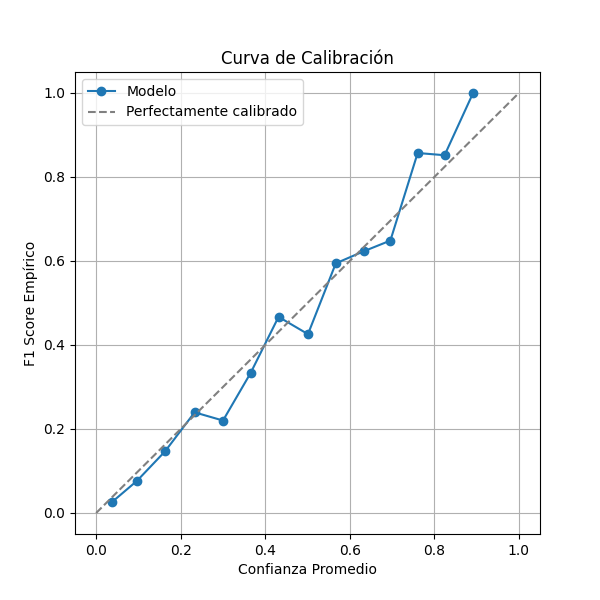 Curva de Calibración
Modelo
Perfectamente calibrado
F1 Score Empírico
1.0
0.8
0.6
0.4
0.2
0.0
0.0 0.2 0.4 0.6 0.8 1.0
Confianza Promedio